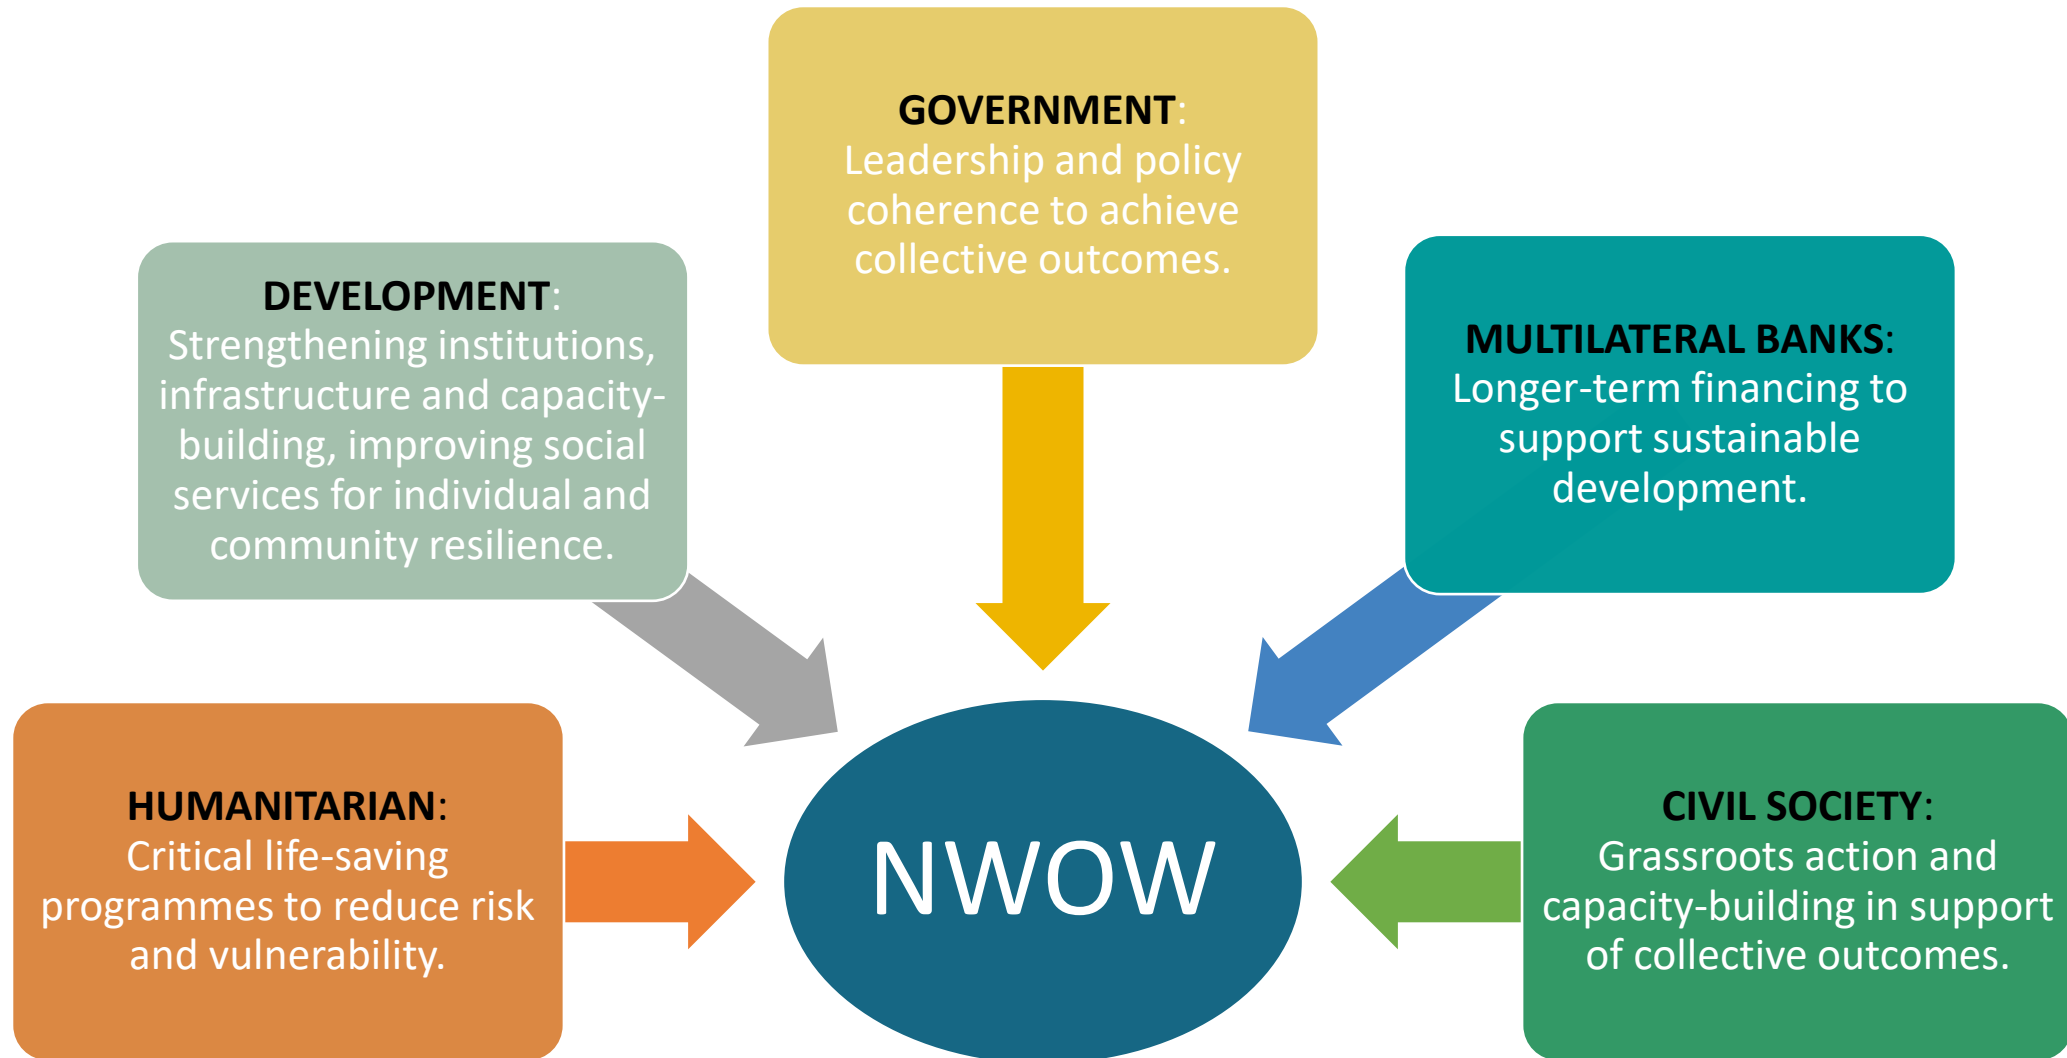 GOVERNMENT:
Leadership and policy
coherence to achieve
collective outcomes.
DEVELOPMENT:
Strengthening institutions,
infrastructure and capacity-
building, improving social
services for individual and
community resilience.
MULTILATERAL BANKS:
Longer-term financing to
support sustainable
development.
HUMANITARIAN:
Critical life-saving
programmes to reduce risk
and vulnerability.
NWOW
CIVIL SOCIETY:
Grassroots action and
capacity-building in support
of collective outcomes.